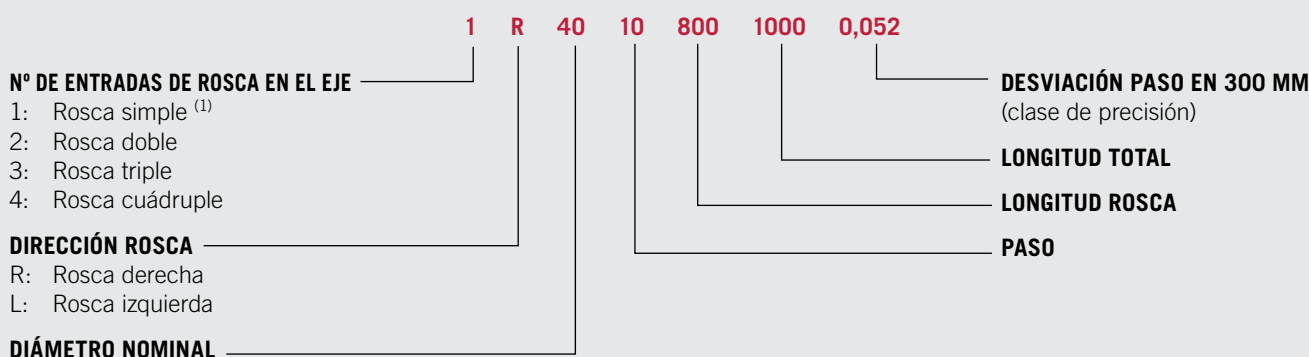 1 R 40 10 800 1000 0,052
Nº DE ENTRADAS DE ROSCA EN EL EJE
1: Rosca simple (1)
2: Rosca doble
3: Rosca triple
4: Rosca cuádruple
DIRECCIÓN ROSCA
R: Rosca derecha
L: Rosca izquierda
DIÁMETRO NOMINAL
DESVIACIÓN PASO EN 300 MM
(clase de precisión)
LONGITUD TOTAL
LONGITUD ROSCA
PASO